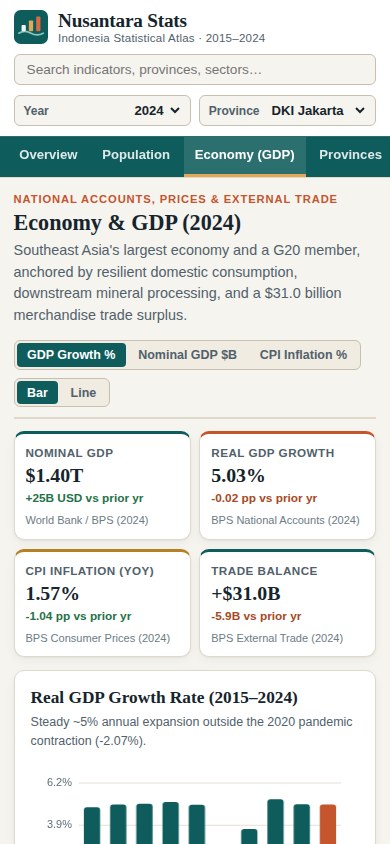 Nusantara Stats
Indonesia Statistical Atlas · 2015–2024
Search indicators, provinces, sectors…
Year 2024 Province DKI Jakarta
Overview Population Economy (GDP) Provinces
NATIONAL ACCOUNTS, PRICES & EXTERNAL TRADE
Economy & GDP (2024)
Southeast Asia's largest economy and a G20 member,
anchored by resilient domestic consumption,
downstream mineral processing, and a $31.0 billion
merchandise trade surplus.
GDP Growth % Nominal GDP $B CPI Inflation %
Bar Line
NOMINAL GDP
$1.40T
+25B USD vs prior yr
World Bank / BPS (2024)
REAL GDP GROWTH
5.03%
-0.02 pp vs prior yr
BPS National Accounts (2024)
CPI INFLATION (YOY)
1.57%
-1.04 pp vs prior yr
BPS Consumer Prices (2024)
TRADE BALANCE
+$31.0B
-5.9B vs prior yr
BPS External Trade (2024)
Real GDP Growth Rate (2015–2024)
Steady ~5% annual expansion outside the 2020 pandemic
contraction (-2.07%).
6.2%
3.9%